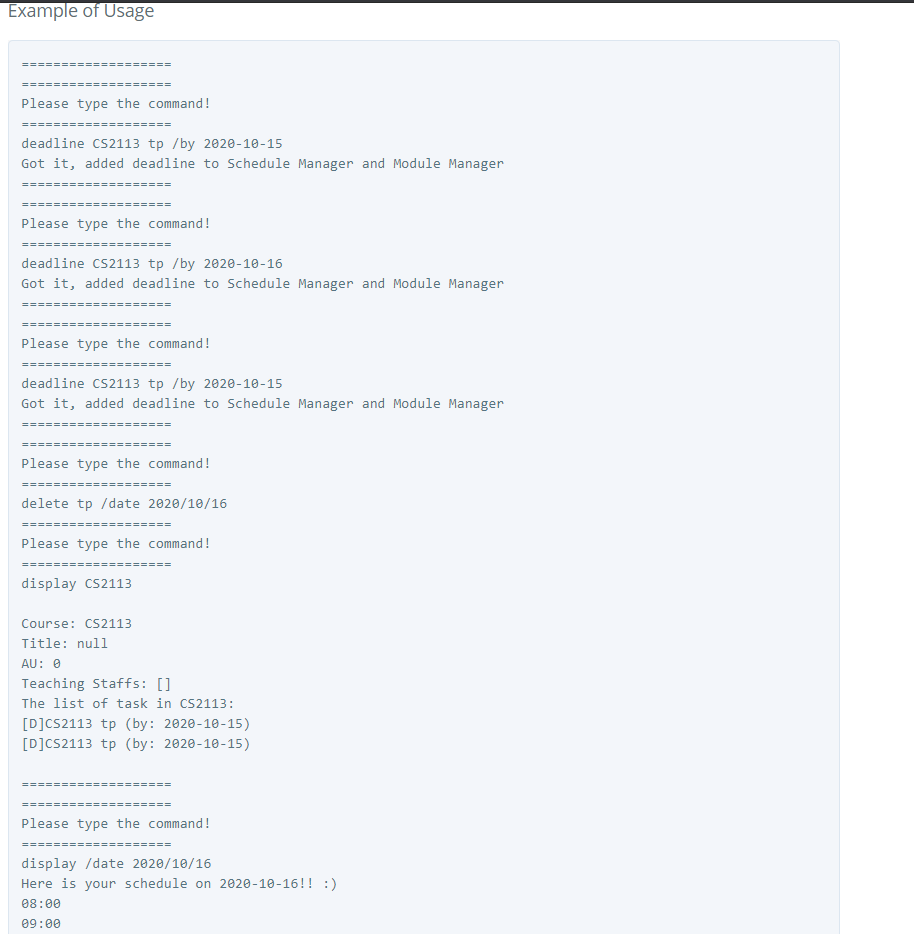 Example of Usage
===================
===================
Please type the command!
===================
deadline CS2113 tp /by 2020-10-15
Got it, added deadline to Schedule Manager and Module Manager
===================
===================
Please type the command!
===================
deadline CS2113 tp /by 2020-10-16
Got it, added deadline to Schedule Manager and Module Manager
===================
===================
Please type the command!
===================
deadline CS2113 tp /by 2020-10-15
Got it, added deadline to Schedule Manager and Module Manager
===================
===================
Please type the command!
===================
delete tp /date 2020/10/16
===================
Please type the command!
===================
display CS2113

Course: CS2113
Title: null
AU: 0
Teaching Staffs: []
The list of task in CS2113:
[D]CS2113 tp (by: 2020-10-15)
[D]CS2113 tp (by: 2020-10-15)

===================
===================
Please type the command!
===================
display /date 2020/10/16
Here is your schedule on 2020-10-16!! :)
08:00
09:00